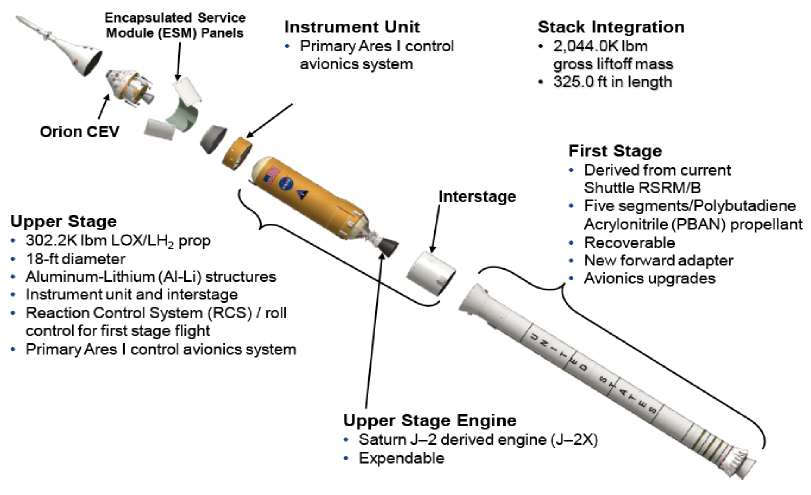 Encapsulated Service
Module (ESM) Panels
Instrument Unit
• Primary Ares I control
avionics system
Stack Integration
• 2,044.0K lbm
gross liftoff mass
• 325.0 ft in length
Orion CEV
First Stage
• Derived from current
Shuttle RSRM/B
• Five segments/Polybutadiene
Acrylonitrile (PBAN) propellant
• Recoverable
• New forward adapter
• Avionics upgrades
Interstage
Upper Stage
• 302.2K lbm LOX/LH₂ prop
• 18-ft diameter
• Aluminum-Lithium (Al-Li) structures
• Instrument unit and interstage
• Reaction Control System (RCS) / roll
control for first stage flight
• Primary Ares I control avionics system
UNITED STATES
Upper Stage Engine
• Saturn J–2 derived engine (J–2X)
• Expendable